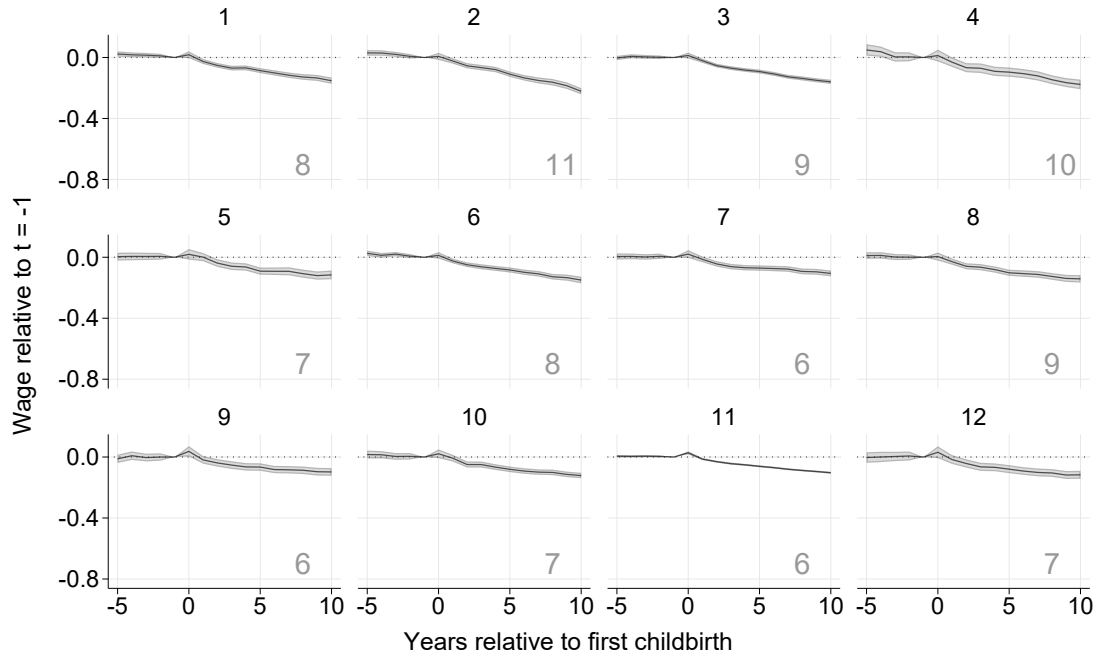 1 2 3 4
0.0
-0.4
-0.8
8 11 9 10
5 6 7 8
0.0
-0.4
-0.8
7 8 6 9
9 10 11 12
0.0
-0.4
-0.8
6 7 6 7
-5 0 5 10 -5 0 5 10 -5 0 5 10 -5 0 5 10
Years relative to first childbirth
Wage relative to t = -1